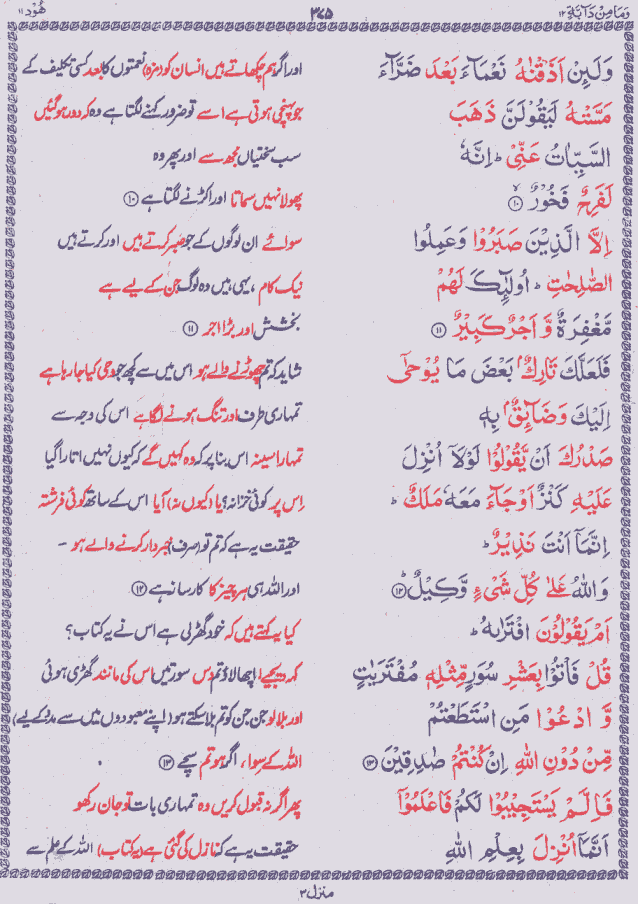 وَمَا مِنْ دَآبَّةٍ ١٢ ٣٧٥ هُوْد ١١
وَلَئِنْ اَذَقْنٰهُ نَعْمَآءَ بَعْدَ ضَرَّآءَ اور اگر ہم چکھاتے ہیں انسان کو (مزہ) نعمتوں کا بعد کسی تکلیف کے
مَسَّتْهُ لَيَقُوْلَنَّ ذَهَبَ جو پہنچی ہوتی ہے اسے تو ضرور کہنے لگتا ہے وہ کہ دور ہو گئیں
السَّيِّاٰتُ عَنِّىْ ؕ اِنَّهٗ سب سختیاں مجھ سے اور پھر وہ
لَفَرِحٌ فَخُوْرٌ ۙ ﴿١٠﴾ پھولا نہیں سماتا اور اکڑنے لگتا ہے ﴿١٠﴾
اِلَّا الَّذِيْنَ صَبَرُوْا وَعَمِلُوا سوائے ان لوگوں کے جو صبر کرتے ہیں اور کرتے ہیں
الصّٰلِحٰتِ ؕ اُولٰٓئِكَ لَهُمْ نیک کام ، یہی ہیں وہ لوگ جن کے لیے ہے
مَّغْفِرَةٌ وَّاَجْرٌ كَبِيْرٌ ﴿١١﴾ بخشش اور بڑا اجر ﴿١١﴾
فَلَعَلَّكَ تَارِكٌۢ بَعْضَ مَا يُوْحٰٓى شاید کہ تم چھوڑنے والے ہو اس میں سے کچھ جو وحی کیا جا رہا ہے
اِلَيْكَ وَضَآئِقٌۢ بِهٖ تمہاری طرف اور تنگ ہونے لگا ہے اس کی وجہ سے
صَدْرُكَ اَنْ يَّقُوْلُوْا لَوْلَآ اُنْزِلَ تمہارا سینہ اس بنا پر کہ وہ کہیں گے کہ کیوں نہیں اتارا گیا
عَلَيْهِ كَنْزٌ اَوْ جَآءَ مَعَهٗ مَلَكٌ ؕ اس پر کوئی خزانہ؟ یا (کیوں نہ) آیا اس کے ساتھ کوئی فرشتہ
اِنَّمَآ اَنْتَ نَذِيْرٌ ؕ حقیقت یہ ہے کہ تم تو (صرف) خبردار کرنے والے ہو -
وَاللّٰهُ عَلٰى كُلِّ شَىْءٍ وَّكِيْلٌ ؕ ﴿١٢﴾ اور اللہ ہی ہر چیز کا کارساز ہے ﴿١٢﴾
اَمْ يَقُوْلُوْنَ افْتَرٰىهُ ؕ کیا یہ کہتے ہیں کہ خود گھڑ لی ہے اس نے یہ کتاب؟
قُلْ فَاْتُوْا بِعَشْرِ سُوَرٍ مِّثْلِهٖ مُفْتَرَيٰتٍ کہہ دیجیے! اچھا لاؤ تم دس سورتیں اس کی مانند گھڑی ہوئی
وَّادْعُوْا مَنِ اسْتَطَعْتُمْ اور بلا لو جن جن کو تم بلا سکتے ہو (اپنے معبودوں میں سے مدد کے لیے)
مِّنْ دُوْنِ اللّٰهِ اِنْ كُنْتُمْ صٰدِقِيْنَ ﴿١٣﴾ اللہ کے سوا ، اگر ہو تم سچے ﴿١٣﴾
فَاِلَّمْ يَسْتَجِيْبُوْا لَكُمْ فَاعْلَمُوْٓا پھر اگر نہ قبول کریں وہ تمہاری بات تو جان رکھو
اَنَّمَآ اُنْزِلَ بِعِلْمِ اللّٰهِ حقیقت یہ ہے کہ نازل کی گئی ہے (یہ کتاب) اللہ کے علم سے
منزل ٣